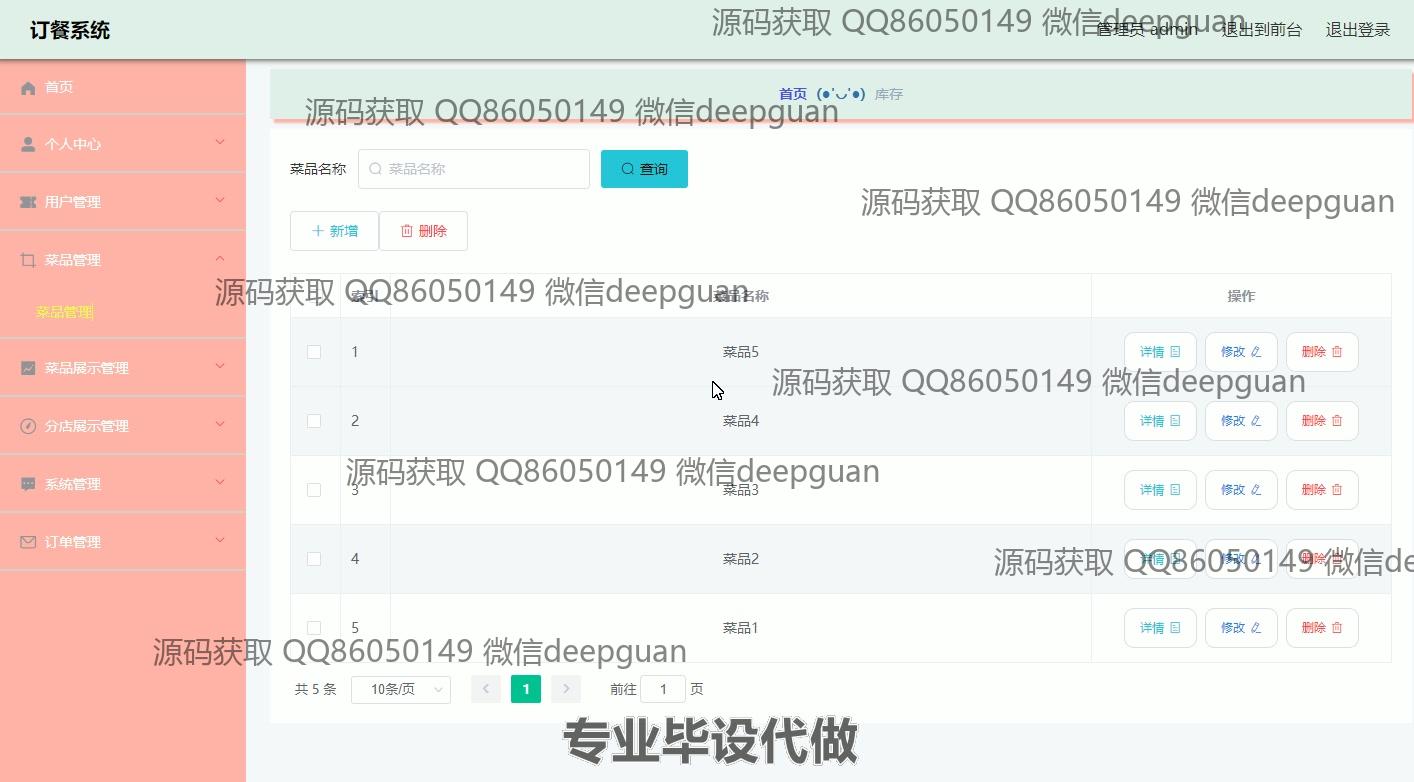 订餐系统
源码获取 QQ86050149 微信deepguan
管理员 admin
退出到前台
退出登录
首页
首页 (●'◡'●) 库存
源码获取 QQ86050149 微信deepguan
个人中心
菜品名称
菜品名称
查询
用户管理
源码获取 QQ86050149 微信deepguan
新增
删除
菜品管理
源码获取 QQ86050149 微信deepguan
索引
菜品名称
操作
菜品管理
1 菜品5 详情 修改 删除
菜品展示管理
源码获取 QQ86050149 微信deepguan
2 菜品4 详情 修改 删除
分店展示管理
源码获取 QQ86050149 微信deepguan
系统管理
3 菜品3 详情 修改 删除
订单管理
4 菜品2 详情 修改 删除
源码获取 QQ86050149 微信de
5 菜品1 详情 修改 删除
源码获取 QQ86050149 微信deepguan
共 5 条 10条/页 1 前往 1 页
专业毕设代做